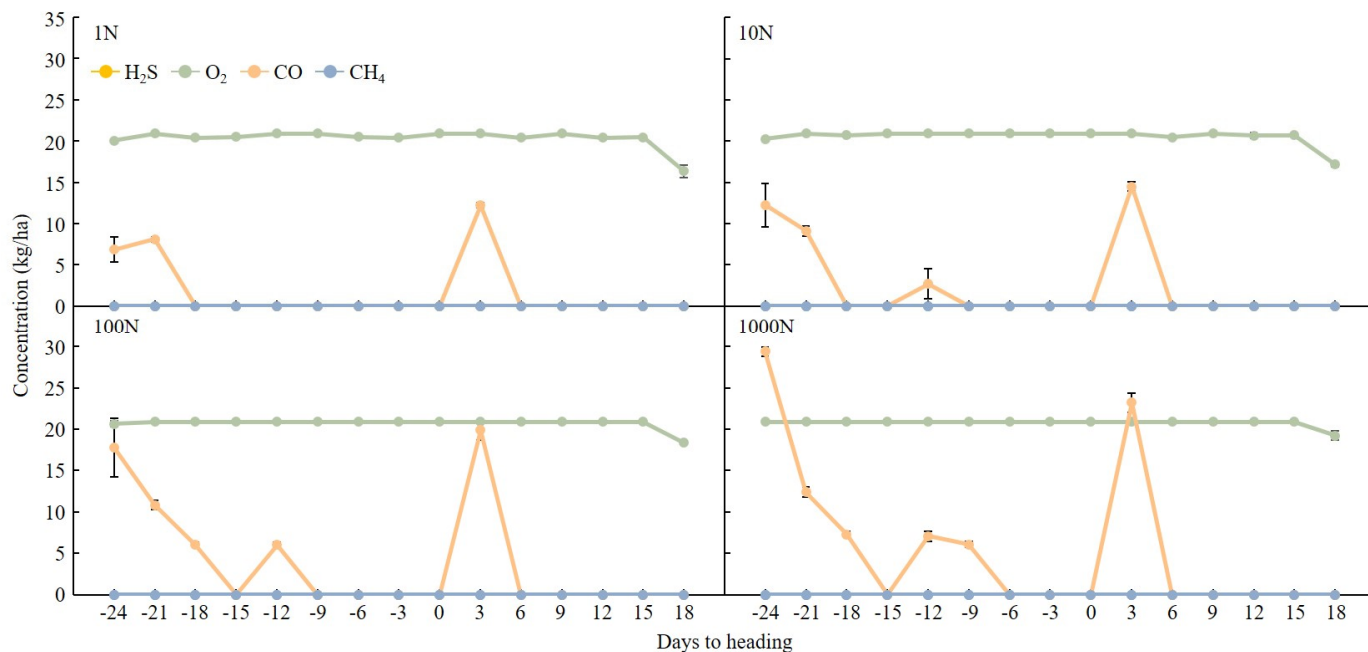 35
30
25
20
15
10
5
0
1N
H₂S O₂ CO CH₄
10N
30
25
20
15
10
5
0
100N
1000N
Concentration (kg/ha)
-24 -21 -18 -15 -12 -9 -6 -3 0 3 6 9 12 15 18
-24 -21 -18 -15 -12 -9 -6 -3 0 3 6 9 12 15 18
Days to heading